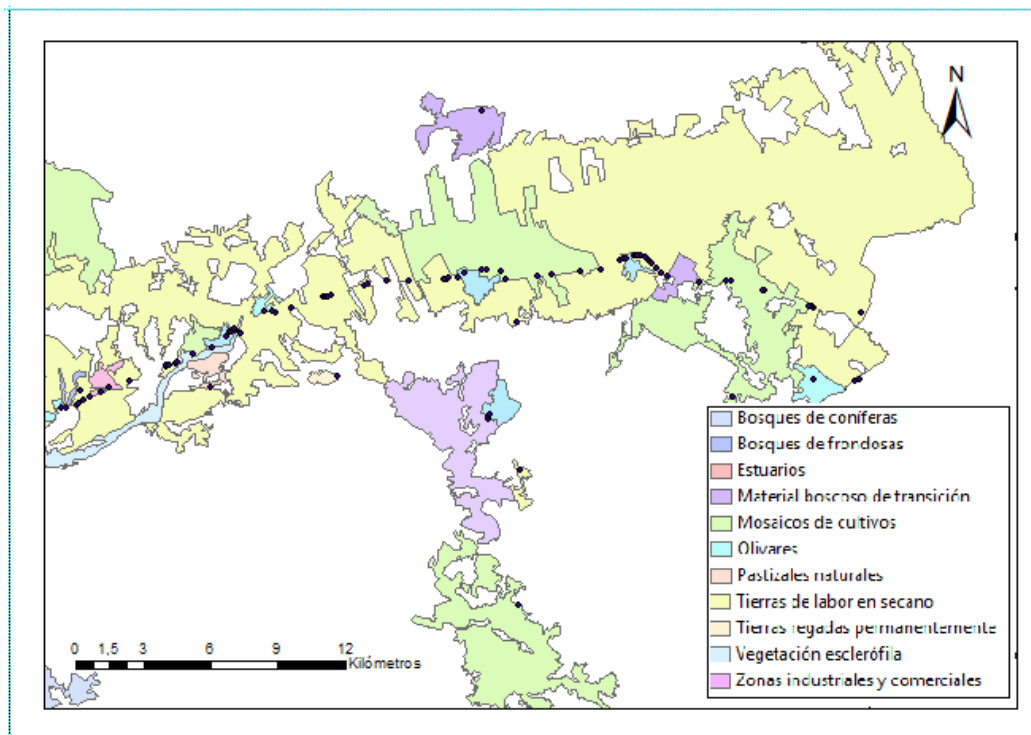 N
Bosques de coníferas
Bosques de frondosas
Estuarios
Material boscoso de transición
Mosaicos de cultivos
Olivares
Pastizales naturales
Tierras de labor en secano
Tierras regadas permanentemente
Vegetación esclerófila
Zonas industriales y comerciales
0 1,5 3 6 9 12
Kilómetros